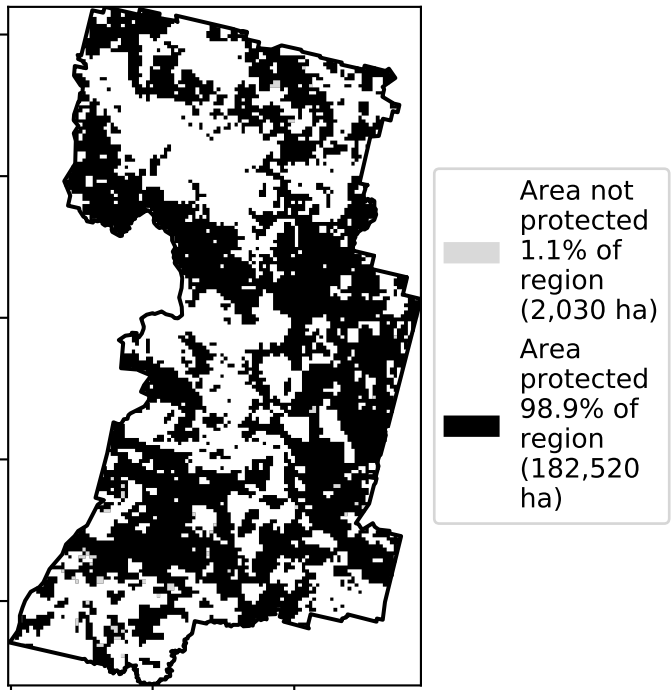 Area not
protected
1.1% of
region
(2,030 ha)
Area
protected
98.9% of
region
(182,520
ha)